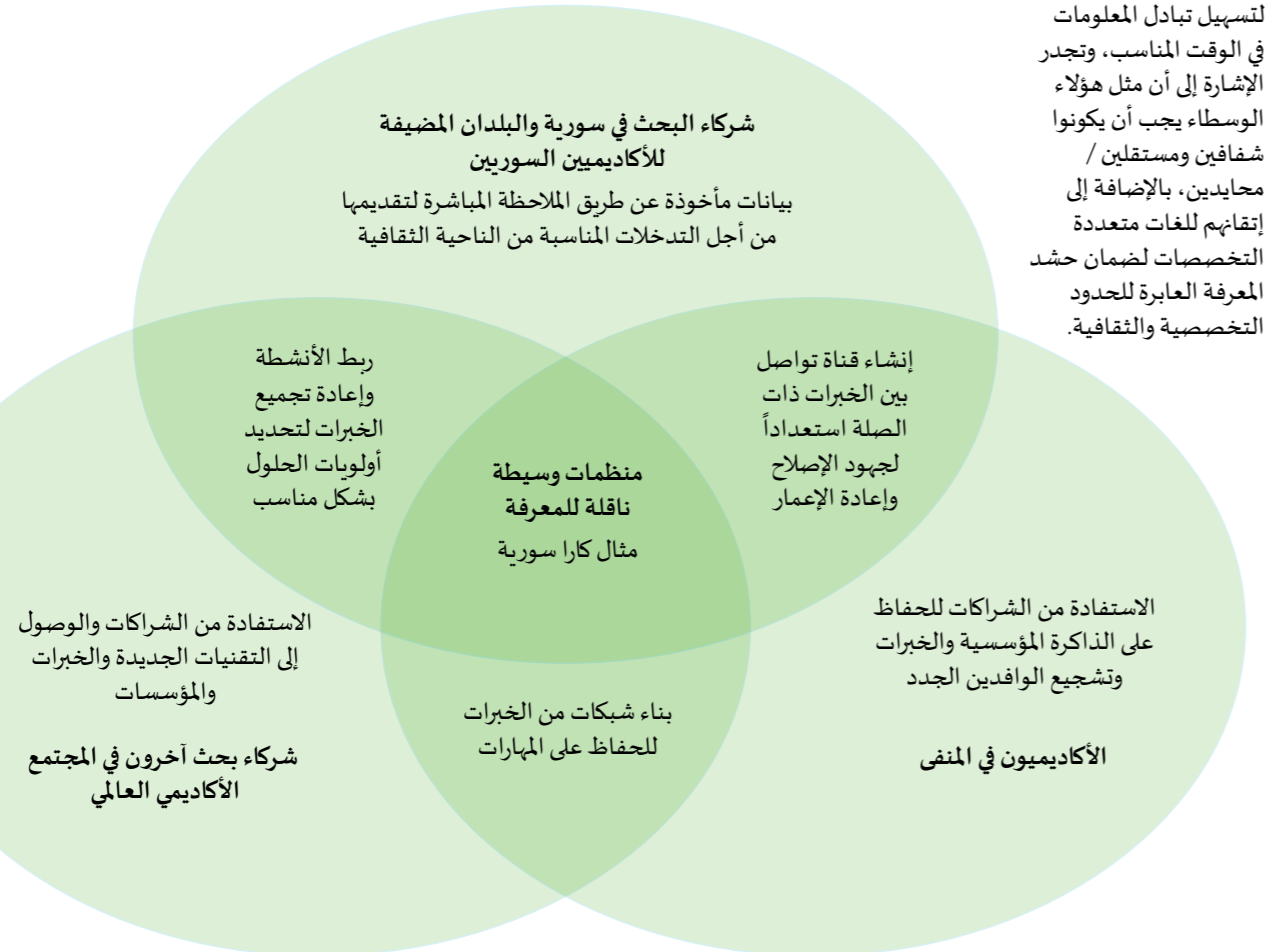 لتسهيل تبادل المعلومات
في الوقت المناسب، وتجدر
الإشارة إلى أن مثل هؤلاء
الوسطاء يجب أن يكونوا
شفافين ومستقلين /
محايدين، بالإضافة إلى
إتقانهم للغات متعددة
التخصصات لضمان حشد
المعرفة العابرة للحدود
التخصصية والثقافية.
شركاء البحث في سورية والبلدان المضيفة
للأكاديميين السوريين
بيانات مأخوذة عن طريق الملاحظة المباشرة لتقديمها
من أجل التدخلات المناسبة من الناحية الثقافية
إنشاء قناة تواصل
بين الخبرات ذات
الصلة استعداداً
لجهود الإصلاح
وإعادة الإعمار
ربط الأنشطة
وإعادة تجميع
الخبرات لتحديد
أولويات الحلول
بشكل مناسب
منظمات وسيطة
ناقلة للمعرفة
مثال كارا سورية
الاستفادة من الشراكات للحفاظ
على الذاكرة المؤسسية والخبرات
وتشجيع الوافدين الجدد
الأكاديميون في المنفى
بناء شبكات من الخبرات
للحفاظ على المهارات
الاستفادة من الشراكات والوصول
إلى التقنيات الجديدة والخبرات
والمؤسسات
شركاء بحث آخرون في المجتمع
الأكاديمي العالمي